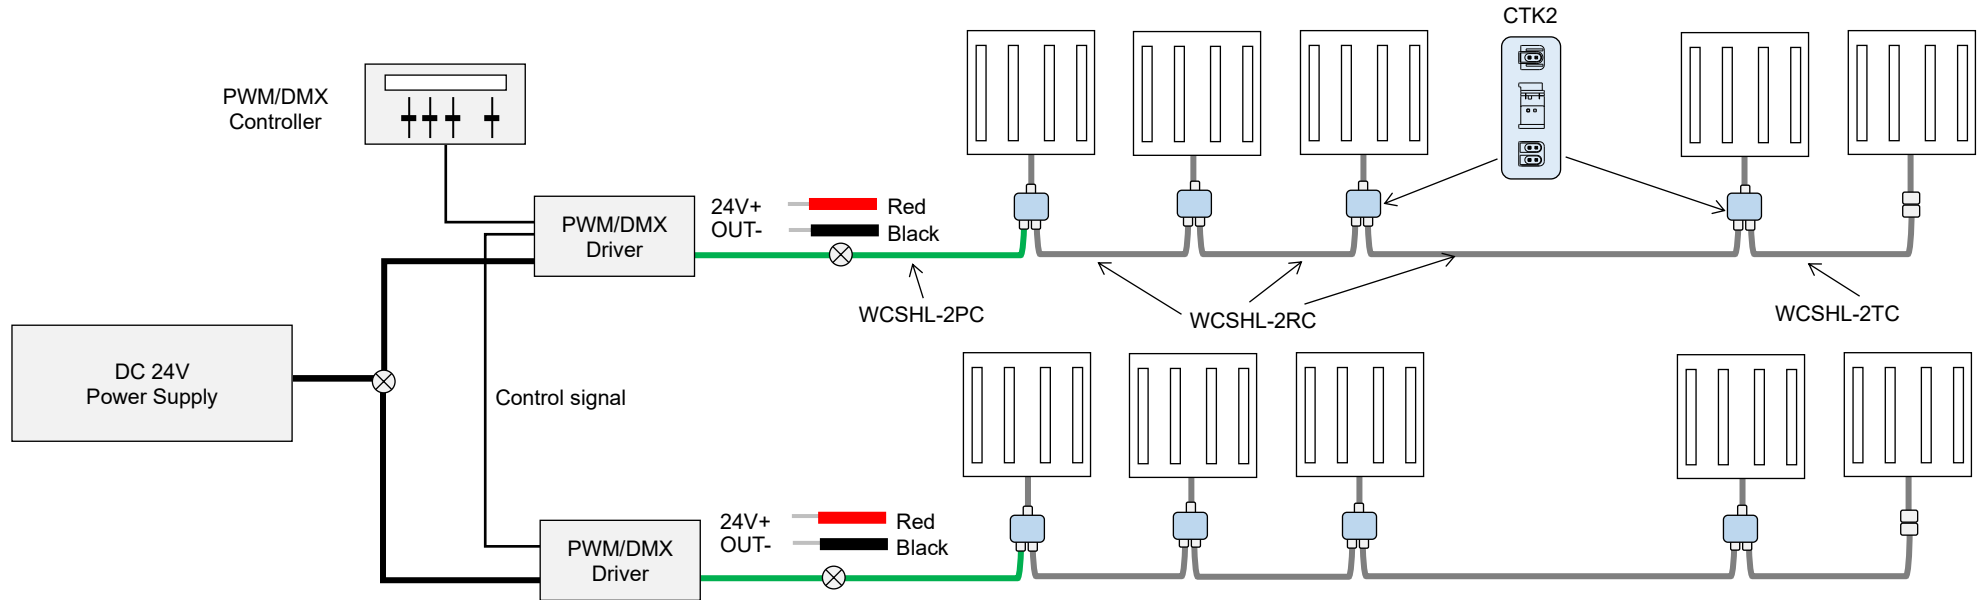 CTK2
PWM/DMX
Controller
24V+
Red
OUT-
Black
PWM/DMX
Driver
WCSHL-2PC
WCSHL-2RC
WCSHL-2TC
DC 24V
Power Supply
Control signal
24V+
Red
OUT-
Black
PWM/DMX
Driver